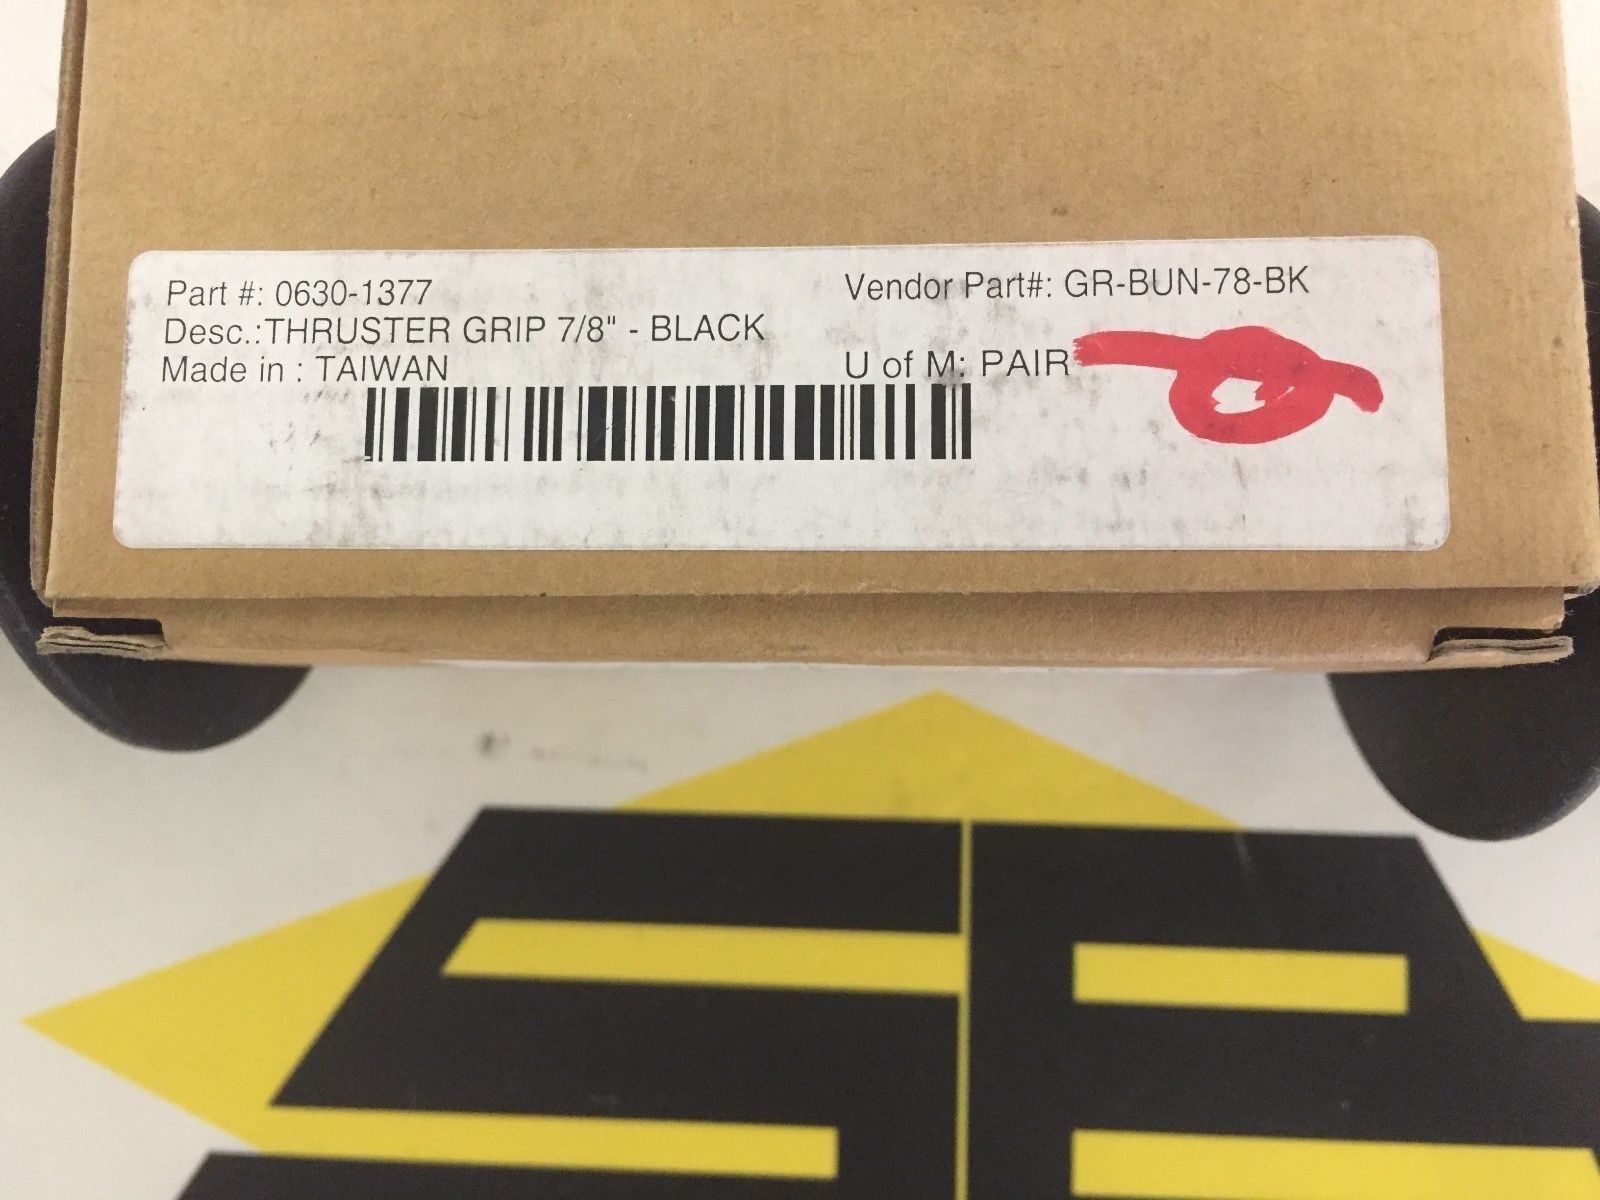 Part #: 0630-1377
Vendor Part#: GR-BUN-78-BK
Desc.:THRUSTER GRIP 7/8" - BLACK
Made in : TAIWAN
U of M: PAIR